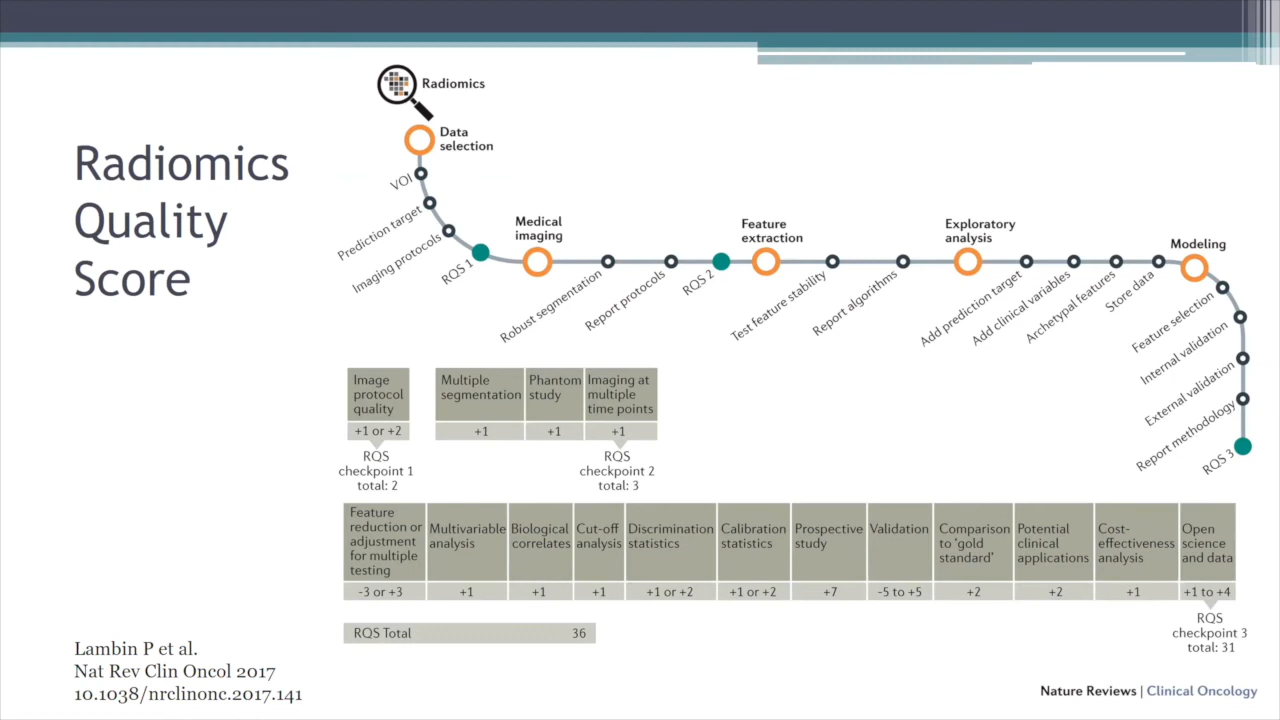 Radiomics
Quality
Score
Radiomics
Data
selection
VOI
Prediction target
Imaging protocols
RQS 1
Medical
imaging
Robust segmentation
Report protocols
RQS 2
Feature
extraction
Test feature stability
Report algorithms
Exploratory
analysis
Add prediction target
Add clinical variables
Archetypal features
Store data
Modeling
Feature selection
Internal validation
External validation
Report methodology
RQS 3
Image
protocol
quality
+1 or +2
RQS
checkpoint 1
total: 2
Multiple
segmentation
+1
Phantom
study
+1
Imaging at
multiple
time points
+1
RQS
checkpoint 2
total: 3
Feature
reduction or
adjustment
for multiple
testing
-3 or +3
Multivariable
analysis
+1
Biological
correlates
+1
Cut-off
analysis
+1
Discrimination
statistics
+1 or +2
Calibration
statistics
+1 or +2
Prospective
study
+7
Validation
-5 to +5
Comparison
to ‘gold
standard’
+2
Potential
clinical
applications
+2
Cost-
effectiveness
analysis
+1
Open
science
and data
+1 to +4
RQS
checkpoint 3
total: 31
RQS Total 36
Lambin P et al.
Nat Rev Clin Oncol 2017
10.1038/nrclinonc.2017.141
Nature Reviews | Clinical Oncology